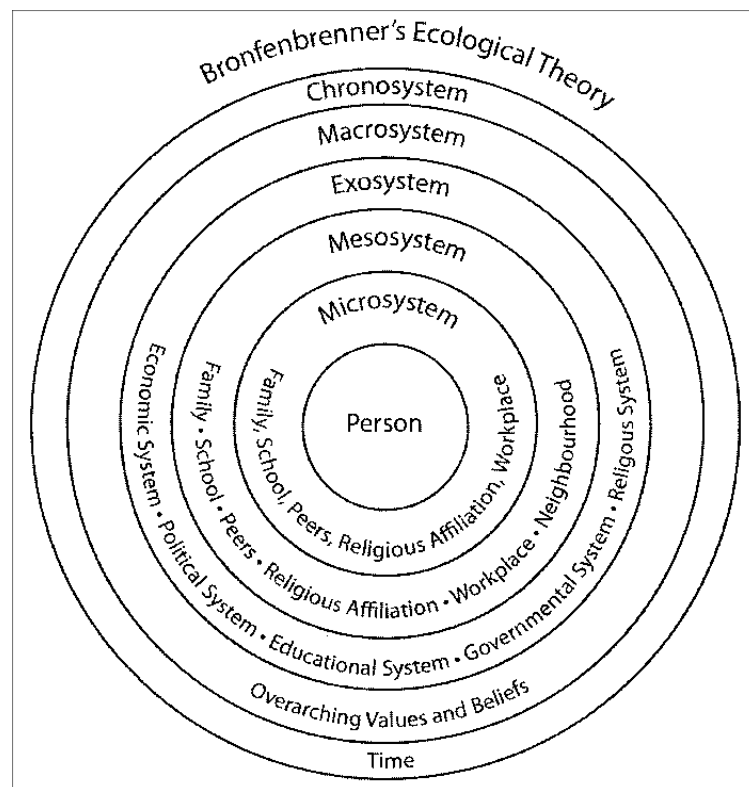 Bronfenbrenner's Ecological Theory
Chronosystem
Macrosystem
Exosystem
Mesosystem
Microsystem
Person
Family, School, Peers, Religious Affiliation, Workplace
Family • School • Peers • Religious Affiliation • Workplace • Neighbourhood
Economic System • Political System • Educational System • Governmental System • Religous System
Overarching Values and Beliefs
Time